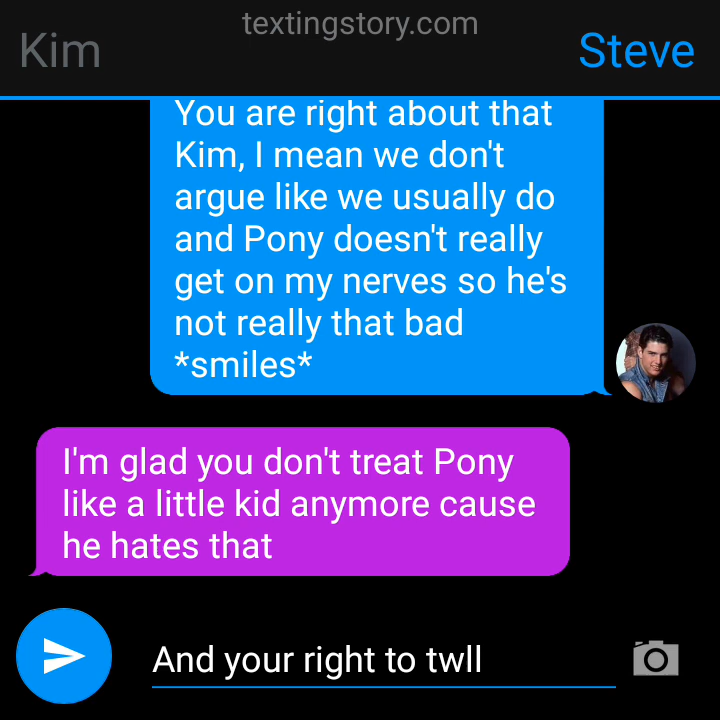 textingstory.com
Kim
Steve
You are right about that
Kim, I mean we don't
argue like we usually do
and Pony doesn't really
get on my nerves so he's
not really that bad
*smiles*
I'm glad you don't treat Pony
like a little kid anymore cause
he hates that
And your right to twll